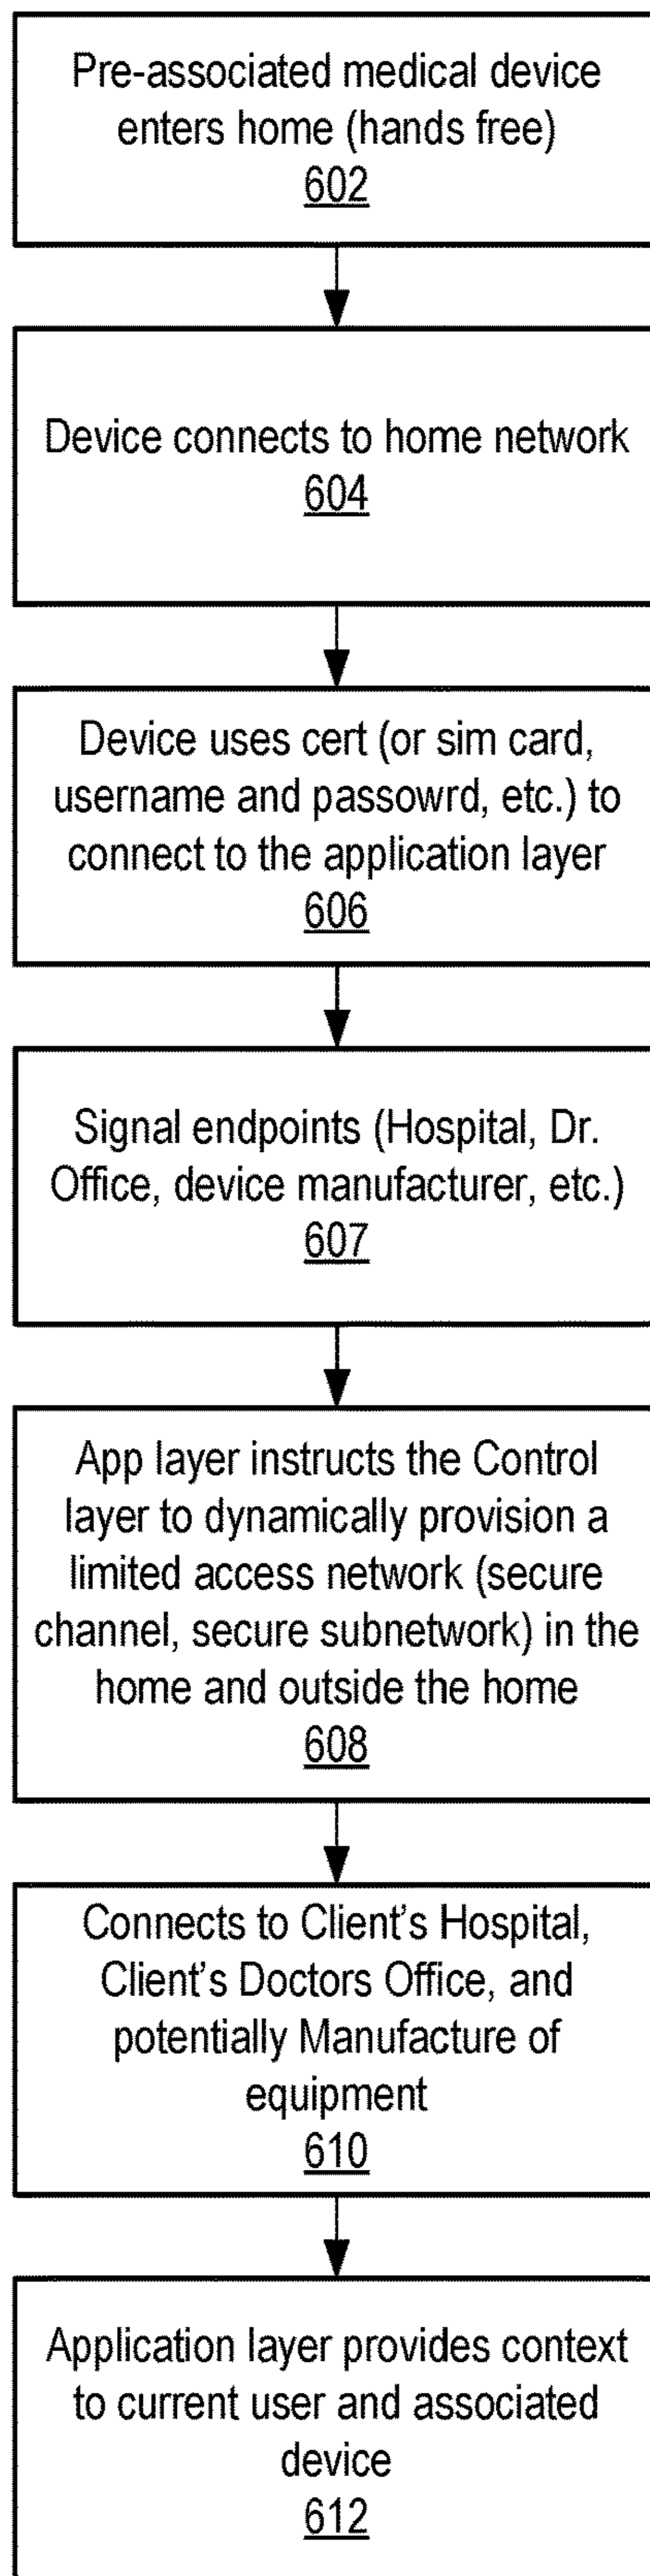 Pre-associated medical device
enters home (hands free)
602
Device connects to home network
604
Device uses cert (or sim card,
username and passowrd, etc.) to
connect to the application layer
606
Signal endpoints (Hospital, Dr.
Office, device manufacturer, etc.)
607
App layer instructs the Control
layer to dynamically provision a
limited access network (secure
channel, secure subnetwork) in the
home and outside the home
608
Connects to Client's Hospital,
Client's Doctors Office, and
potentially Manufacture of
equipment
610
Application layer provides context
to current user and associated
device
612